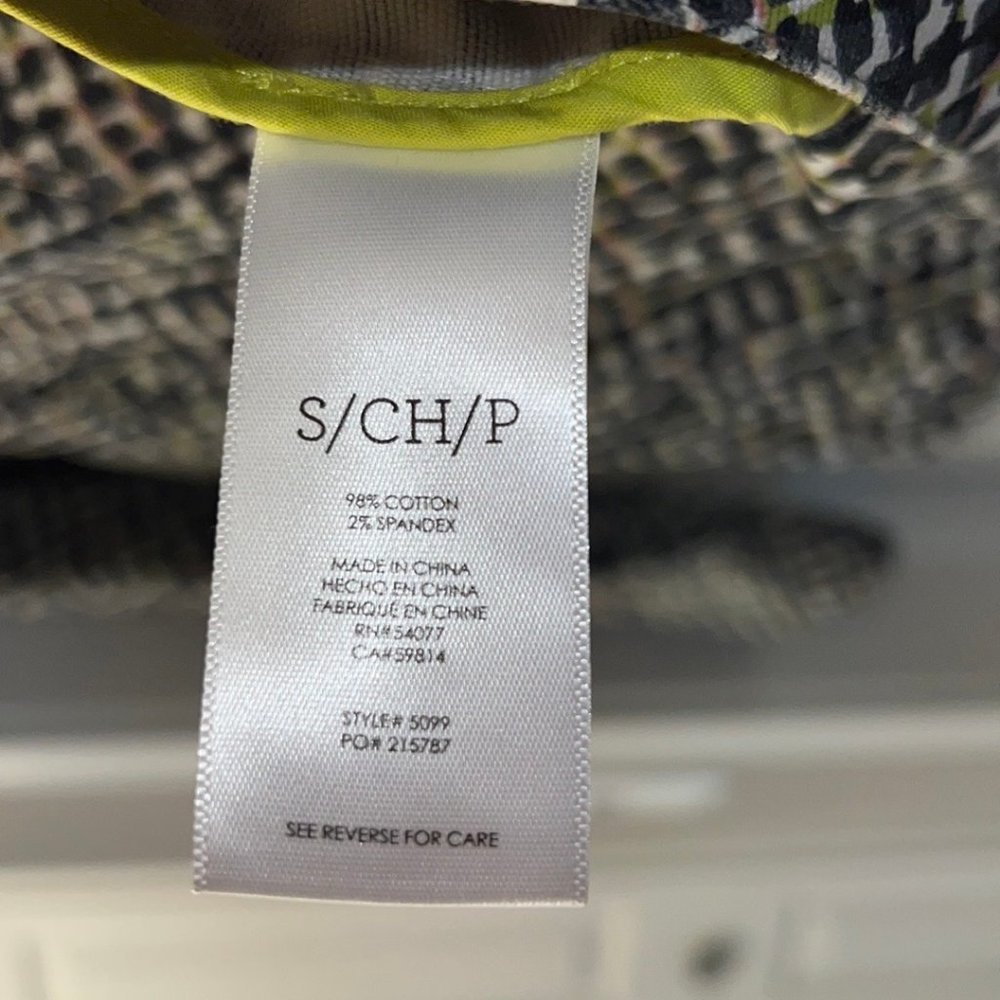 S/CH/P
98% COTTON
2% SPANDEX
MADE IN CHINA
HECHO EN CHINA
FABRIQUE EN CHINE
RN#54077
CA#59814
STYLE# 5099
PO# 215787
SEE REVERSE FOR CARE